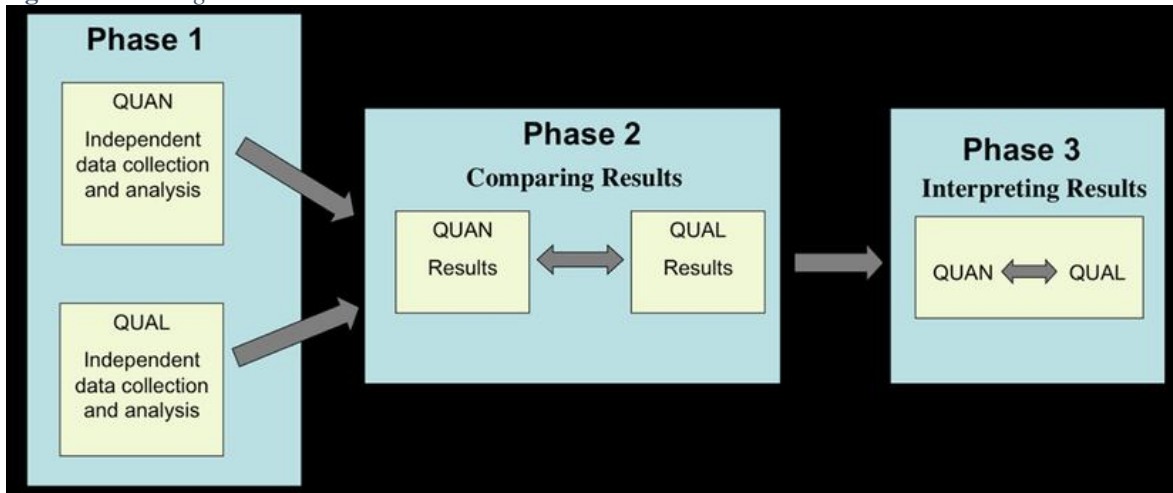 Phase 1
QUAN
Independent
data collection
and analysis
QUAL
Independent
data collection
and analysis
Phase 2
Comparing Results
QUAN
Results
QUAL
Results
Phase 3
Interpreting Results
QUAN
QUAL